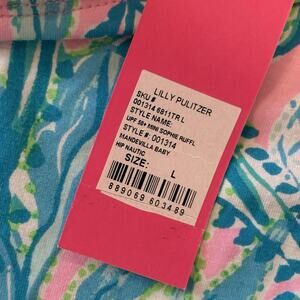 LILLY PULITZER
SKU #
001314 6811TR L
STYLE NAME:
UPF 50+ MINI SOPHIE RUFFL
STYLE #: 001314
MANDEVILLA BABY
HIP NAUTIC
SIZE: L
889069 603489